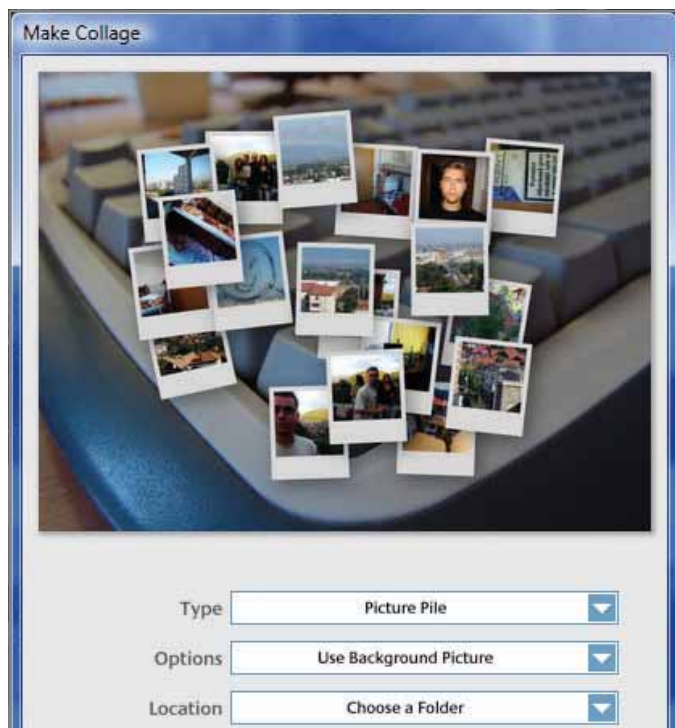 Make Collage
Type Picture Pile
Options Use Background Picture
Location Choose a Folder